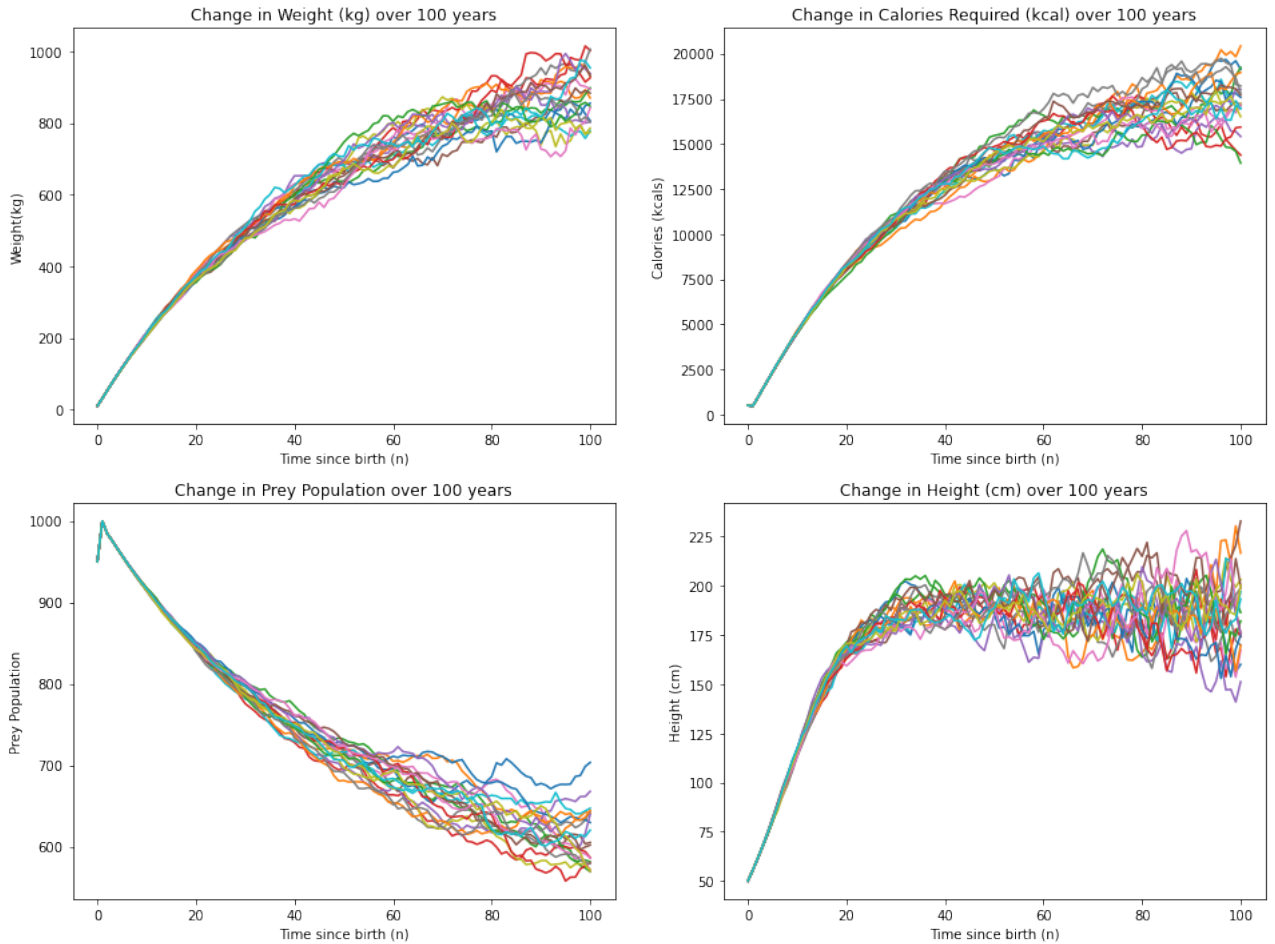 Change in Weight (kg) over 100 years
1000
800
600
400
200
0
Weight(kg)
0 20 40 60 80 100
Time since birth (n)
Change in Calories Required (kcal) over 100 years
20000
17500
15000
12500
10000
7500
5000
2500
0
Calories (kcals)
0 20 40 60 80 100
Time since birth (n)
Change in Prey Population over 100 years
1000
900
800
700
600
Prey Population
0 20 40 60 80 100
Time since birth (n)
Change in Height (cm) over 100 years
225
200
175
150
125
100
75
50
Height (cm)
0 20 40 60 80 100
Time since birth (n)